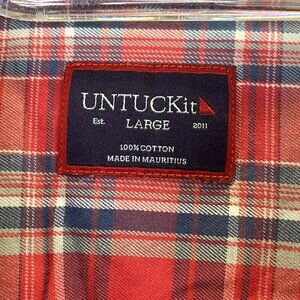 UNTUCKit
Est. LARGE 2011
100% COTTON
MADE IN MAURITIUS